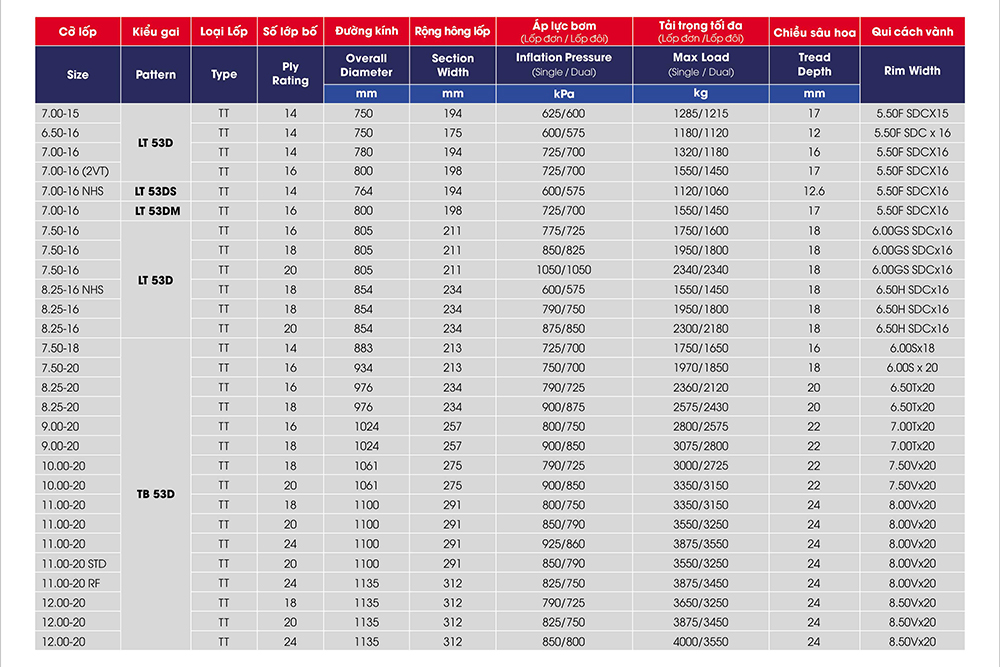 Cỡ lốp Kiểu gai Loại Lốp Số lớp bố Đường kính Rộng hông lốp Áp lực bơm (Lốp đơn / Lốp đôi) Tải trọng tối đa (Lốp đơn /Lốp đôi) Chiều sâu hoa Qui cách vành
Size Pattern Type Ply Rating Overall Diameter Section Width Inflation Pressure (Single / Dual) Max Load (Single / Dual) Tread Depth Rim Width
mm mm kPa kg mm
7.00-15 TT 14 750 194 625/600 1285/1215 17 5.50F SDCX15
6.50-16 TT 14 750 175 600/575 1180/1120 12 5.50F SDC x 16
LT 53D
7.00-16 TT 14 780 194 725/700 1320/1180 16 5.50F SDCX16
7.00-16 (2VT) TT 16 800 198 725/700 1550/1450 17 5.50F SDCX16
7.00-16 NHS LT 53DS TT 14 764 194 600/575 1120/1060 12.6 5.50F SDCX16
7.00-16 LT 53DM TT 16 800 198 725/700 1550/1450 17 5.50F SDCX16
7.50-16 TT 16 805 211 775/725 1750/1600 18 6.00GS SDCx16
7.50-16 TT 18 805 211 850/825 1950/1800 18 6.00GS SDCx16
7.50-16 TT 20 805 211 1050/1050 2340/2340 18 6.00GS SDCx16
LT 53D
8.25-16 NHS TT 18 854 234 600/575 1550/1450 18 6.50H SDCx16
8.25-16 TT 18 854 234 790/750 1950/1800 18 6.50H SDCx16
8.25-16 TT 20 854 234 875/850 2300/2180 18 6.50H SDCx16
7.50-18 TT 14 883 213 725/700 1750/1650 16 6.00Sx18
7.50-20 TT 16 934 213 750/700 1970/1850 18 6.00S x 20
8.25-20 TT 16 976 234 790/725 2360/2120 20 6.50Tx20
8.25-20 TT 18 976 234 900/875 2575/2430 20 6.50Tx20
9.00-20 TT 16 1024 257 800/750 2800/2575 22 7.00Tx20
9.00-20 TT 18 1024 257 900/850 3075/2800 22 7.00Tx20
10.00-20 TT 18 1061 275 790/725 3000/2725 22 7.50Vx20
10.00-20 TT 20 1061 275 900/850 3350/3150 22 7.50Vx20
TB 53D
11.00-20 TT 18 1100 291 800/750 3350/3150 24 8.00Vx20
11.00-20 TT 20 1100 291 850/790 3550/3250 24 8.00Vx20
11.00-20 TT 24 1100 291 925/860 3875/3550 24 8.00Vx20
11.00-20 STD TT 20 1100 291 850/790 3550/3250 24 8.00Vx20
11.00-20 RF TT 24 1135 312 825/750 3875/3450 24 8.00Vx20
12.00-20 TT 18 1135 312 790/725 3650/3250 24 8.50Vx20
12.00-20 TT 20 1135 312 825/750 3875/3450 24 8.50Vx20
12.00-20 TT 24 1135 312 850/800 4000/3550 24 8.50Vx20